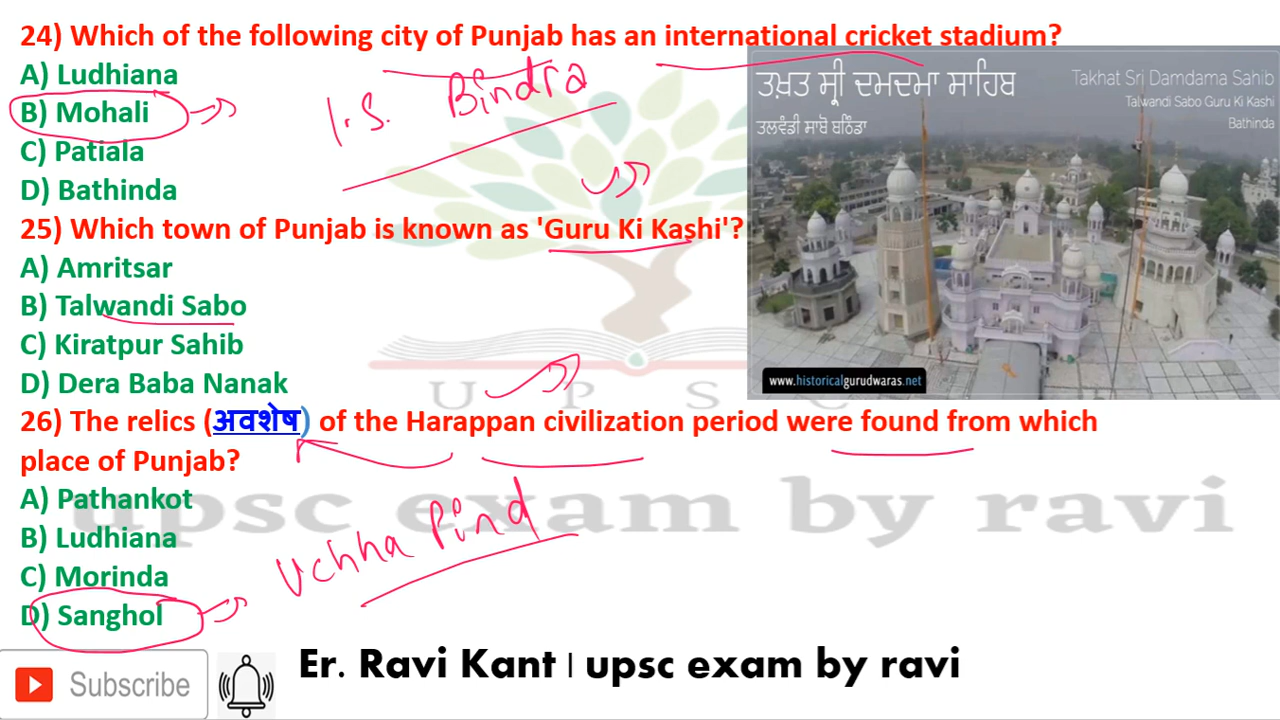 24) Which of the following city of Punjab has an international cricket stadium?
A) Ludhiana
B) Mohali
I.S. Bindra
C) Patiala
D) Bathinda
ਤਖ਼ਤ ਸ੍ਰੀ ਦਮਦਮਾ ਸਾਹਿਬ
ਤਲਵੰਡੀ ਸਾਬੋ ਬਠਿੰਡਾ
Takhat Sri Damdama Sahib
Talwandi Sabo Guru Ki Kashi
Bathinda
www.historicalgurudwaras.net
25) Which town of Punjab is known as 'Guru Ki Kashi'?
A) Amritsar
B) Talwandi Sabo
C) Kiratpur Sahib
D) Dera Baba Nanak
UPSC
26) The relics (अवशेष) of the Harappan civilization period were found from which
place of Punjab?
A) Pathankot
upsc exam by ravi
B) Ludhiana
C) Morinda
D) Sanghol
Uchha Pind
Subscribe
Er. Ravi Kant | upsc exam by ravi